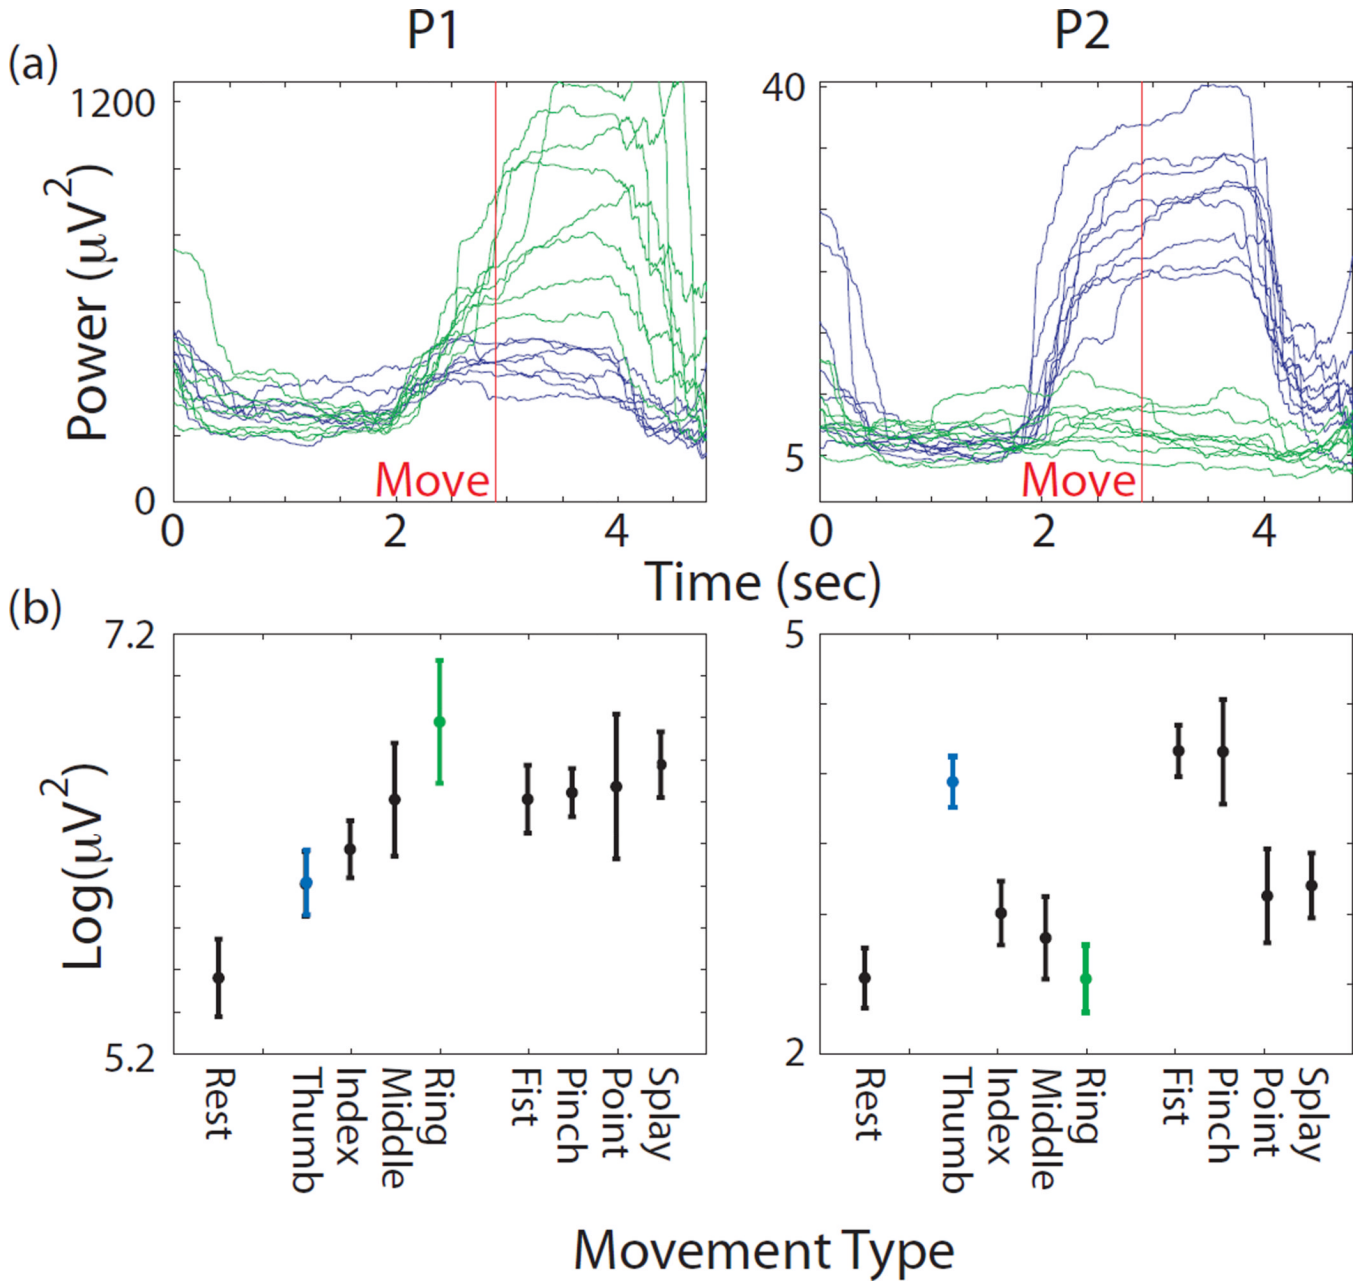 P1
P2
(a)
Power (μV²)
1200
0
Move
0
2
4
40
5
Move
0
2
4
Time (sec)
(b)
Log(μV²)
7.2
5.2
Rest
Thumb
Index
Middle
Ring
Fist
Pinch
Point
Splay
5
2
Rest
Thumb
Index
Middle
Ring
Fist
Pinch
Point
Splay
Movement Type